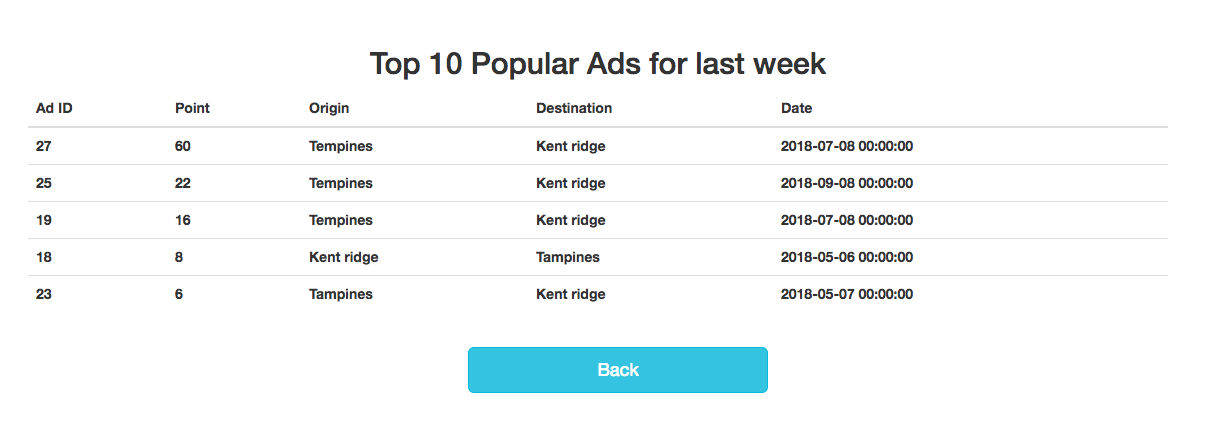 Top 10 Popular Ads for last week
Ad ID Point Origin Destination Date
27 60 Tempines Kent ridge 2018-07-08 00:00:00
25 22 Tempines Kent ridge 2018-09-08 00:00:00
19 16 Tempines Kent ridge 2018-07-08 00:00:00
18 8 Kent ridge Tampines 2018-05-06 00:00:00
23 6 Tampines Kent ridge 2018-05-07 00:00:00
Back